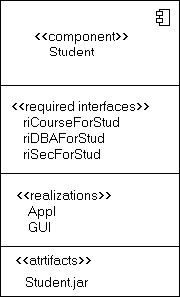 <<component>>
Student
<<required interfaces>>
riCourseForStud
riDBAForStud
riSecForStud
<<realizations>>
Appl
GUI
<<atrtifacts>>
Student.jar